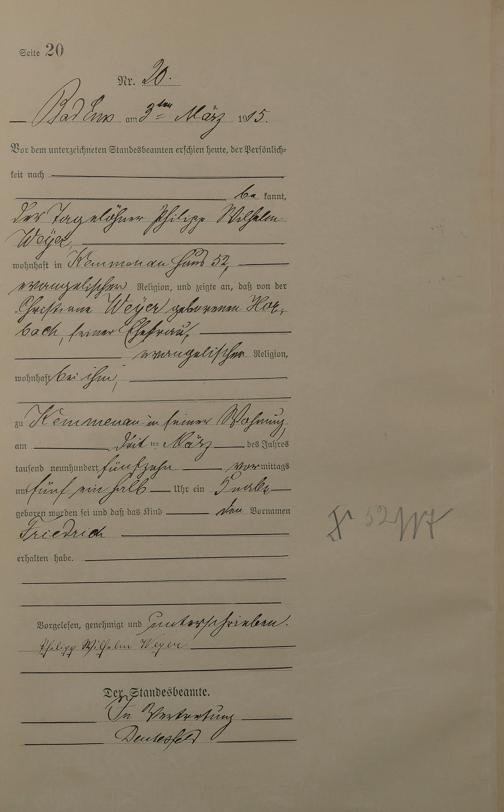 Seite 20
Nr. 20.
Bad Ems am 3ten März 1915.
Vor dem unterzeichneten Standesbeamten erschien heute, der Persönlich-
keit nach
be kannt,
der Tagelöhner Philipp Wilhelm
Weyer,
wohnhaft in Kemmenau Haus 52,
evangelischer Religion, und zeigte an, daß von der
Christiane Weyer geborenen Hor-
bach, seiner Ehefrau,
evangelischer Religion,
wohnhaft bei ihm,
zu Kemmenau in seiner Wohnung
am März des Jahres
tausend neunhundert fünfzehn vormittags
um fünf ein halb Uhr ein Knabe
geboren worden sei und daß das Kind den Vornamen
Friedrich
erhalten habe.
Vorgelesen, genehmigt und unterschrieben.
Philipp Wilhelm Weyer
Der Standesbeamte.
In Vertretung